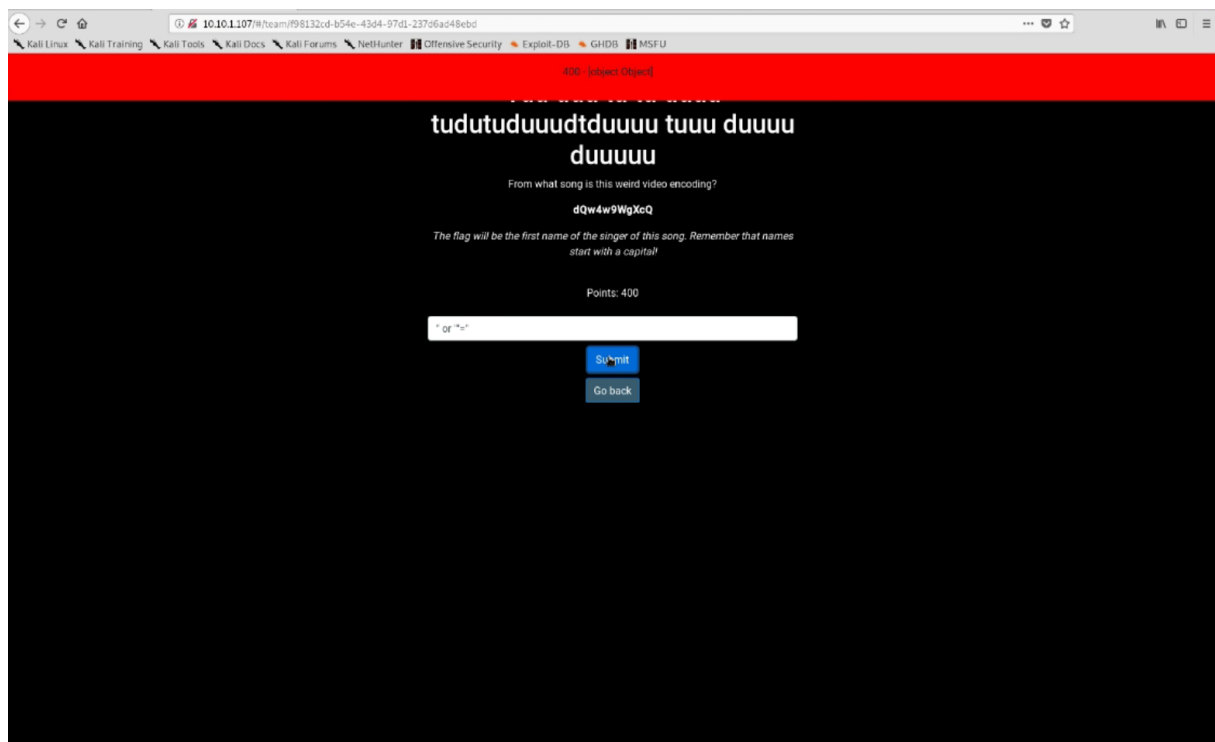 10.10.1.107/#/team/f98132cd-b54e-43d4-97d1-237d6ad48ebd
Kali Linux Kali Training Kali Tools Kali Docs Kali Forums NetHunter Offensive Security Exploit-DB GHDB MSFU
400 - [object Object]
tudutuduuudtduuuu tuuu duuuu
duuuuu
From what song is this weird video encoding?
dQw4w9WgXcQ
The flag will be the first name of the singer of this song. Remember that names
start with a capital!
Points: 400
" or ""="
Submit
Go back